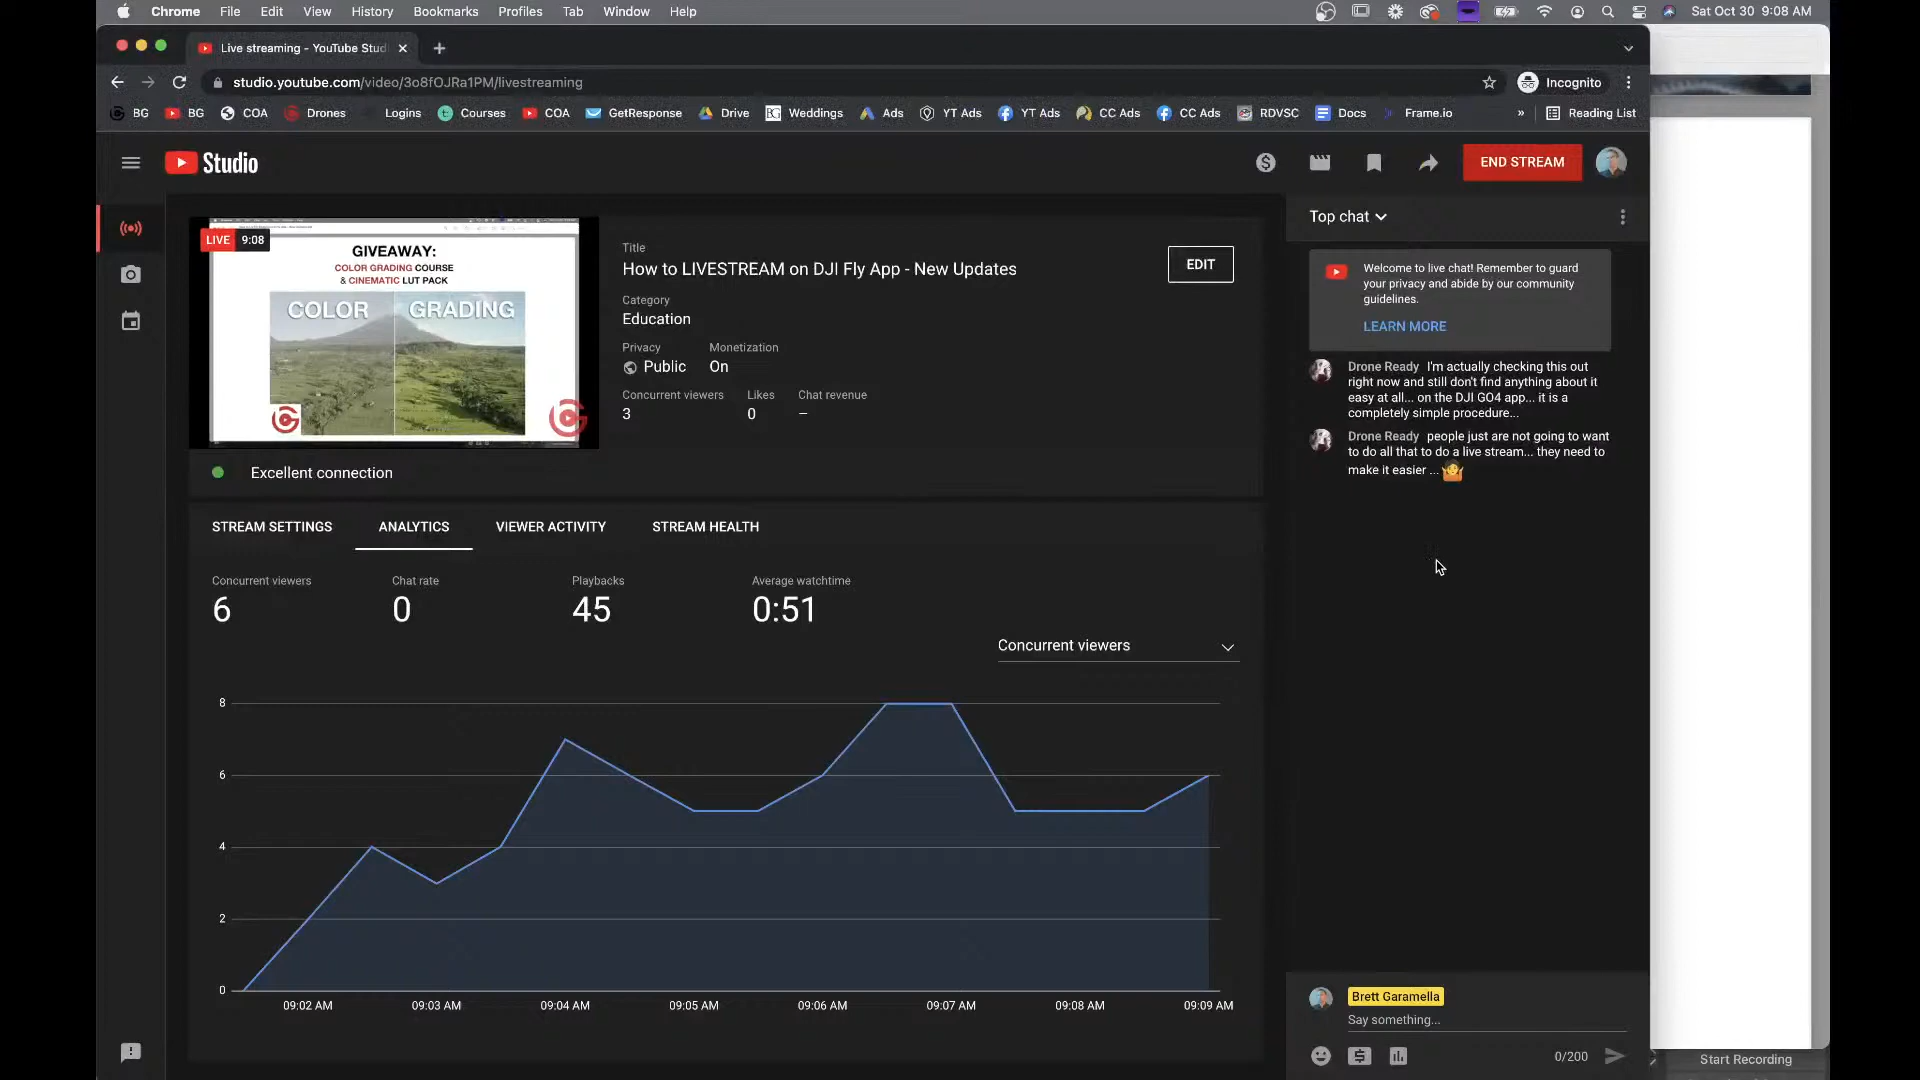 Chrome File Edit View History Bookmarks Profiles Tab Window Help Sat Oct 30 9:08 AM
Live streaming - YouTube Stud
studio.youtube.com/video/3o8fOJRa1PM/livestreaming Incognito
BG BG COA Drones Logins Courses COA GetResponse Drive Weddings Ads YT Ads YT Ads CC Ads CC Ads RDVSC Docs Frame.io » Reading List
Studio
END STREAM
LIVE 9:08
GIVEAWAY:
COLOR GRADING COURSE
& CINEMATIC LUT PACK
COLOR GRADING
Excellent connection
Title
How to LIVESTREAM on DJI Fly App - New Updates
EDIT
Category
Education
Privacy Monetization
Public On
Concurrent viewers Likes Chat revenue
3 0 –
STREAM SETTINGS ANALYTICS VIEWER ACTIVITY STREAM HEALTH
Concurrent viewers Chat rate Playbacks Average watchtime
6 0 45 0:51
Concurrent viewers
8
6
4
2
0
09:02 AM 09:03 AM 09:04 AM 09:05 AM 09:06 AM 09:07 AM 09:08 AM 09:09 AM
Top chat
Welcome to live chat! Remember to guard
your privacy and abide by our community
guidelines.
LEARN MORE
Drone Ready I'm actually checking this out
right now and still don't find anything about it
easy at all... on the DJI GO4 app... it is a
completely simple procedure...
Drone Ready people just are not going to want
to do all that to do a live stream... they need to
make it easier ...
Brett Garamella
Say something...
0/200
Start Recording